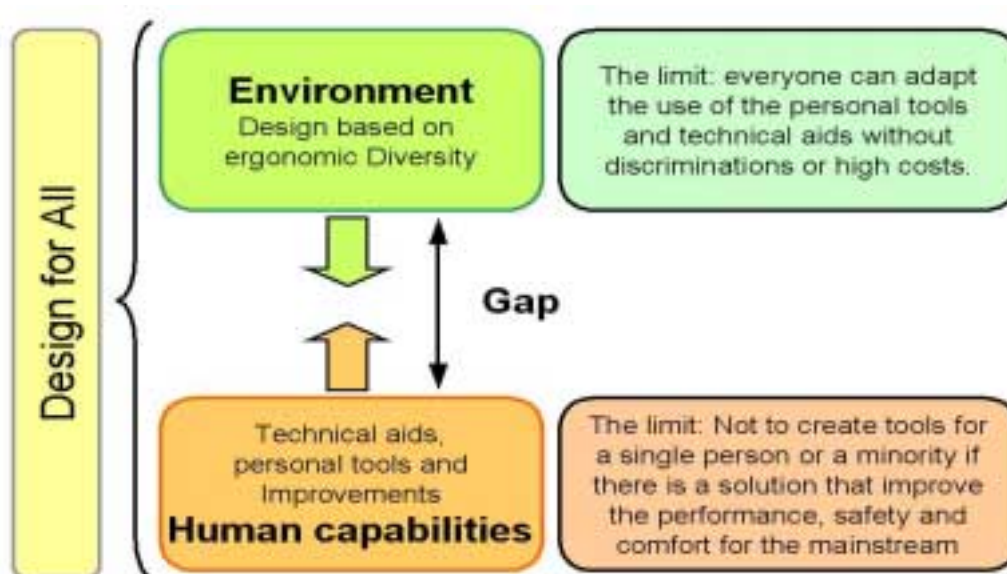 Design for All
Environment
Design based on
ergonomic Diversity
The limit: everyone can adapt
the use of the personal tools
and technical aids without
discriminations or high costs.
Gap
Technical aids,
personal tools and
Improvements
Human capabilities
The limit: Not to create tools for
a single person or a minority if
there is a solution that improve
the performance, safety and
comfort for the mainstream